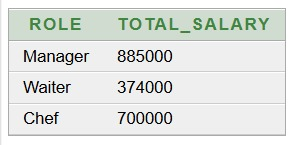 ROLE TOTAL_SALARY
Manager 885000
Waiter 374000
Chef 700000